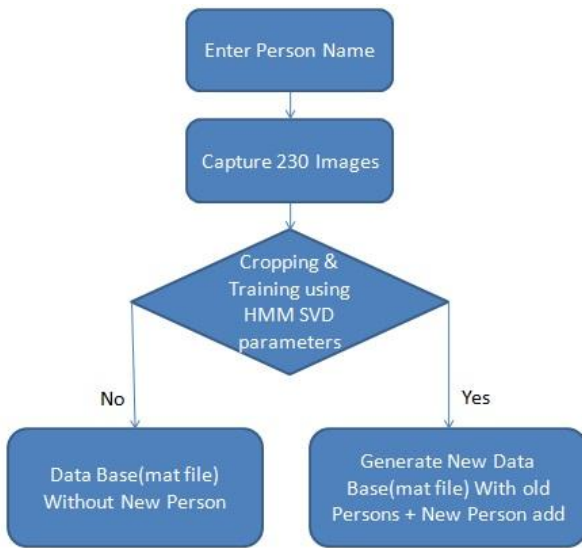 Enter Person Name
Capture 230 Images
Cropping &
Training using
HMM SVD
parameters
No
Yes
Data Base(mat file)
Without New Person
Generate New Data
Base(mat file) With old
Persons + New Person add